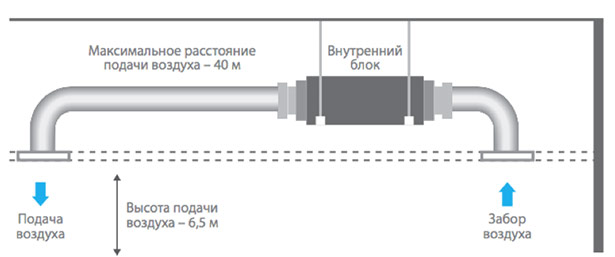 Максимальное расстояние
подачи воздуха – 40 м
Внутренний
блок
Подача
воздуха
Высота подачи
воздуха – 6,5 м
Забор
воздуха